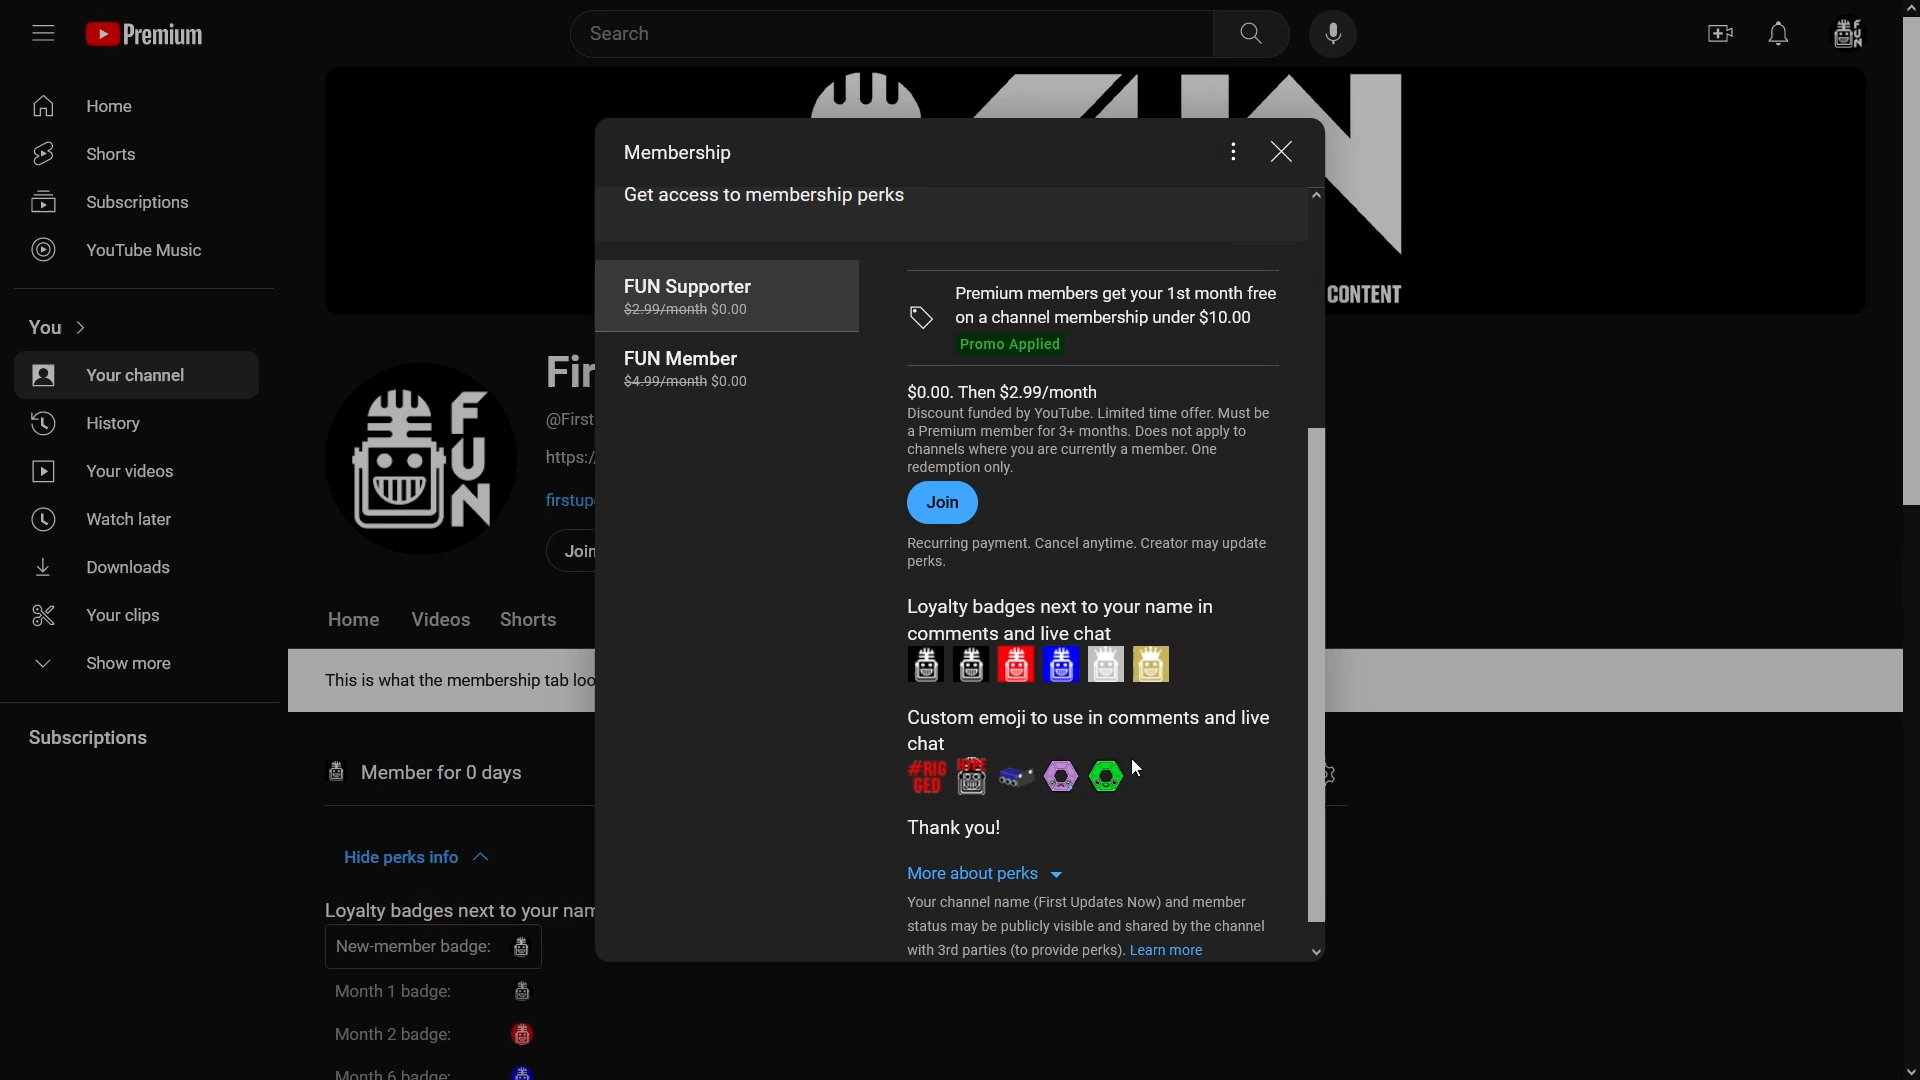 Premium
Search
FUN
Home
Shorts
Subscriptions
YouTube Music
You
Your channel
History
Your videos
Watch later
Downloads
Your clips
Show more
Subscriptions
CONTENT
FUN
Fir
@First
https:/
firstup
Join
Home Videos Shorts
This is what the membership tab loo
Member for 0 days
Hide perks info
Loyalty badges next to your nam
New-member badge:
Month 1 badge:
Month 2 badge:
Month 6 badge:
Membership
Get access to membership perks
FUN Supporter
$2.99/month $0.00
FUN Member
$4.99/month $0.00
Premium members get your 1st month free
on a channel membership under $10.00
Promo Applied
$0.00. Then $2.99/month
Discount funded by YouTube. Limited time offer. Must be
a Premium member for 3+ months. Does not apply to
channels where you are currently a member. One
redemption only.
Join
Recurring payment. Cancel anytime. Creator may update
perks.
Loyalty badges next to your name in
comments and live chat
Custom emoji to use in comments and live
chat
#RIG
GED
HYPE
Thank you!
More about perks
Your channel name (First Updates Now) and member
status may be publicly visible and shared by the channel
with 3rd parties (to provide perks). Learn more